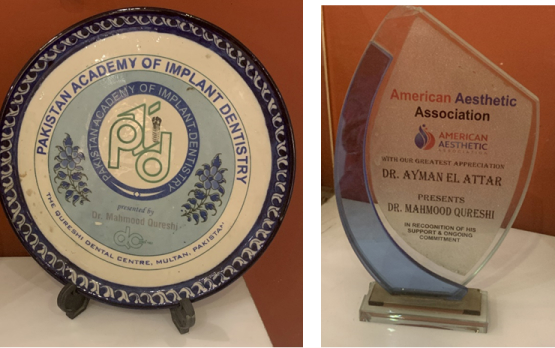 PAKISTAN ACADEMY OF IMPLANT DENTISTRY
PAKISTAN ACADEMY OF IMPLANT DENTISTRY
presented by
Dr. Mahmood Qureshi
THE QURESHI DENTAL CENTRE, MULTAN, PAKISTAN
American Aesthetic
Association
AMERICAN
AESTHETIC
ASSOCIATION
WITH OUR GREATEST APPRECIATION
DR. AYMAN EL ATTAR
PRESENTS
DR. MAHMOOD QURESHI
IN RECOGNITION OF HIS
SUPPORT & ONGOING
COMMITMENT